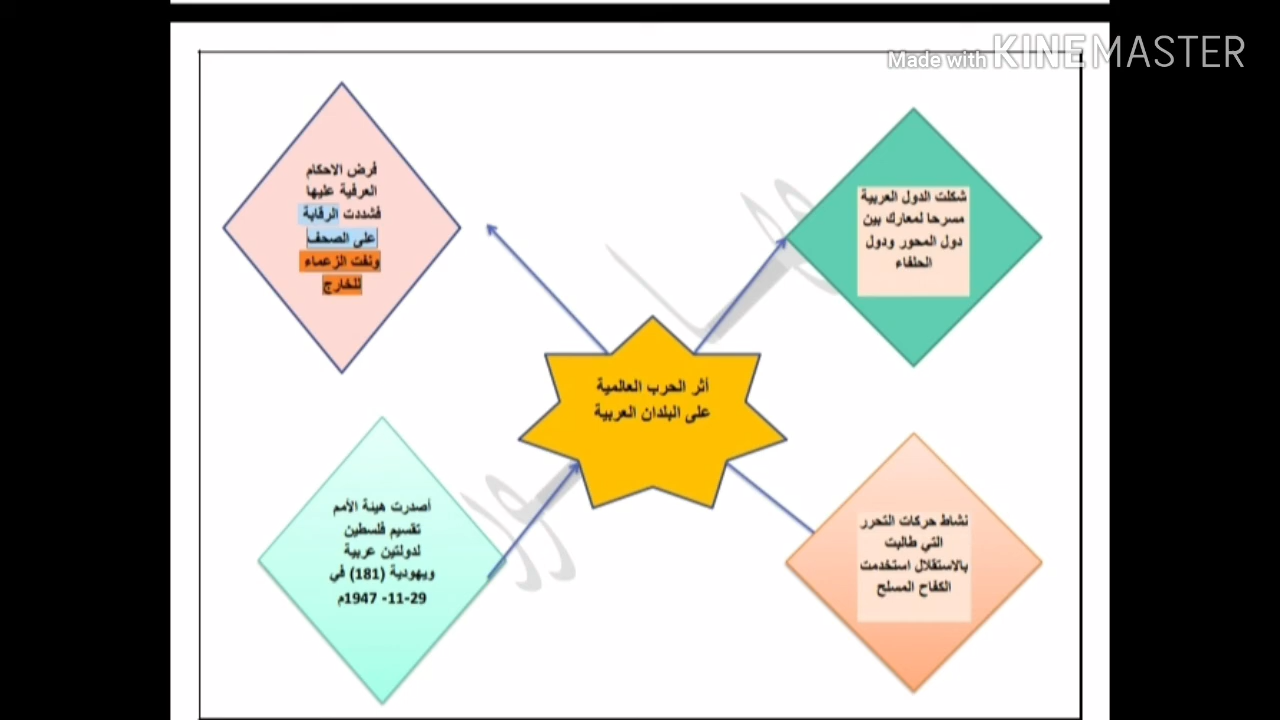 Made with KINEMASTER
شكلت الدول العربية
مسرحا لمعارك بين
دول المحور ودول
الحلفاء
فرض الاحكام
العرفية عليها
فشددت الرقابة
على الصحف
ونفت الزعماء
للخارج
أثر الحرب العالمية
على البلدان العربية
نشاط حركات التحرر
التي طالبت
بالاستقلال استخدمت
الكفاح المسلح
أصدرت هيئة الأمم
تقسيم فلسطين
لدولتين عربية
ويهودية (181) في
29-11- 1947م